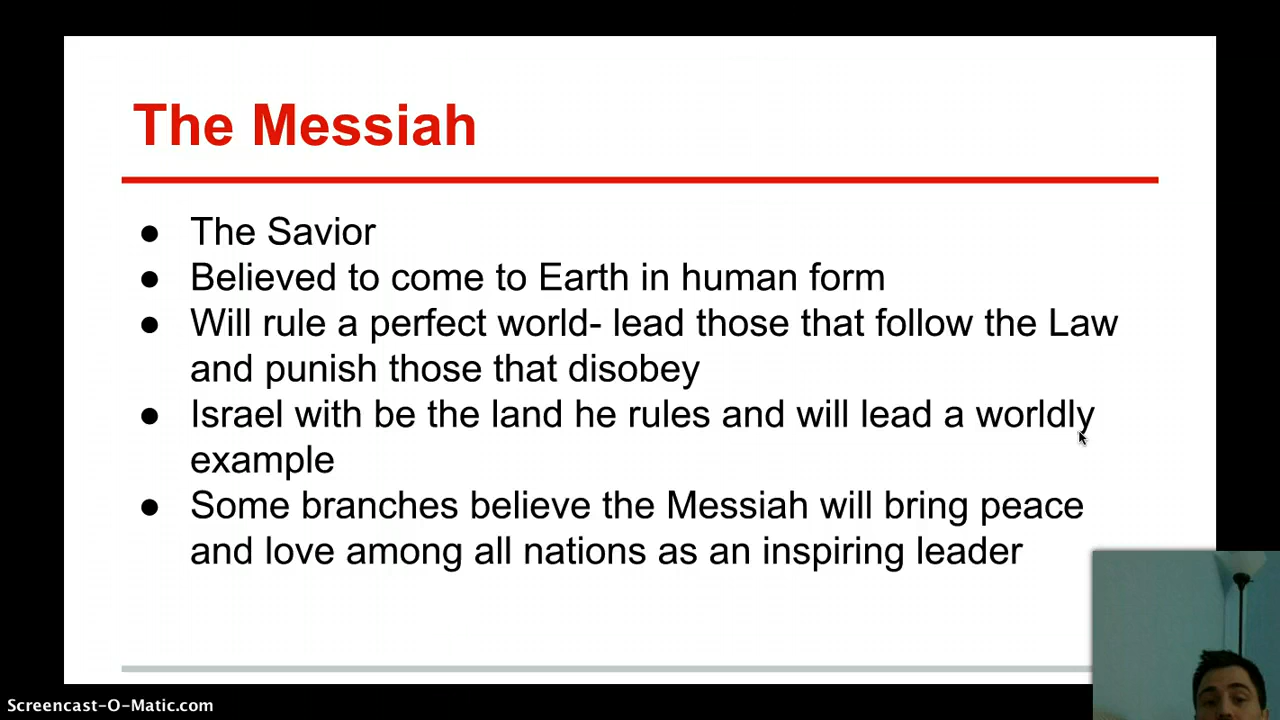 The Messiah
● The Savior
● Believed to come to Earth in human form
● Will rule a perfect world- lead those that follow the Law
and punish those that disobey
● Israel with be the land he rules and will lead a worldly
example
● Some branches believe the Messiah will bring peace
and love among all nations as an inspiring leader
Screencast-O-Matic.com